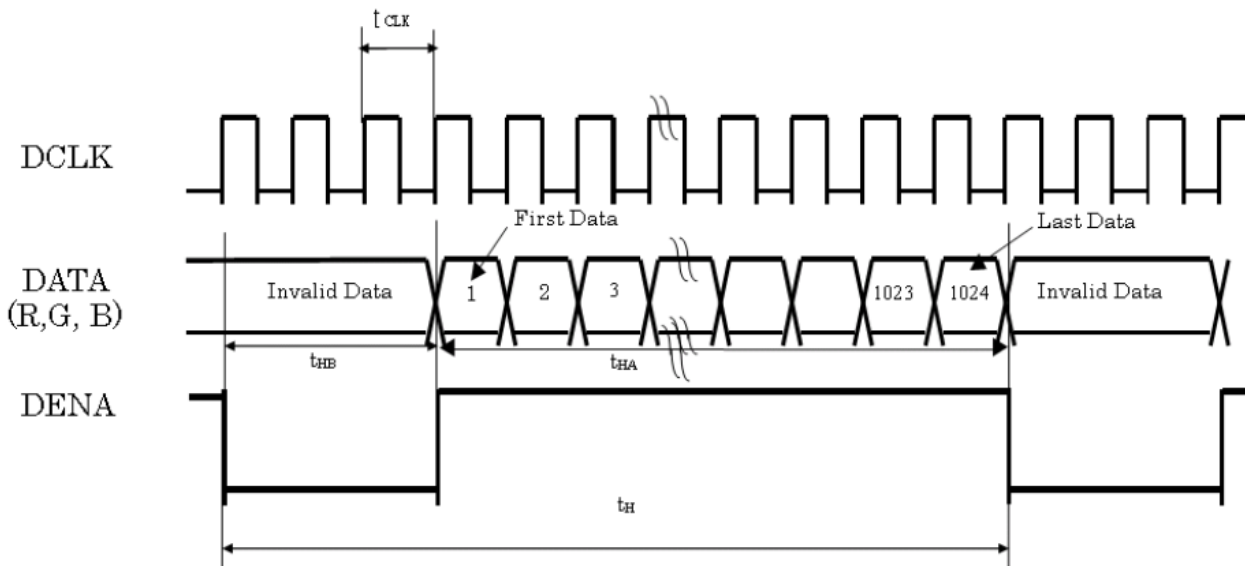 t CLK
DCLK
First Data
Last Data
DATA
(R,G, B)
Invalid Data
1
2
3
1023
1024
Invalid Data
tHB
tHA
DENA
tH